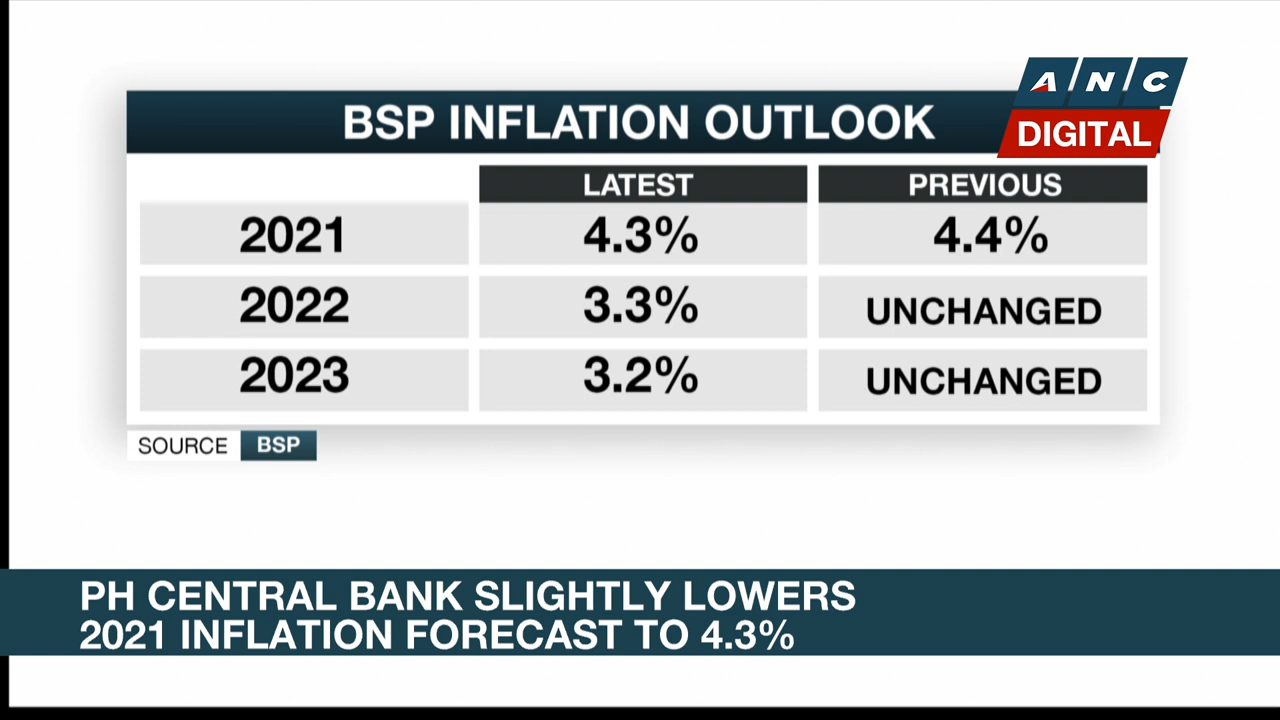 ANC
DIGITAL
BSP INFLATION OUTLOOK
LATEST PREVIOUS
2021 4.3% 4.4%
2022 3.3% UNCHANGED
2023 3.2% UNCHANGED
SOURCE BSP
PH CENTRAL BANK SLIGHTLY LOWERS
2021 INFLATION FORECAST TO 4.3%